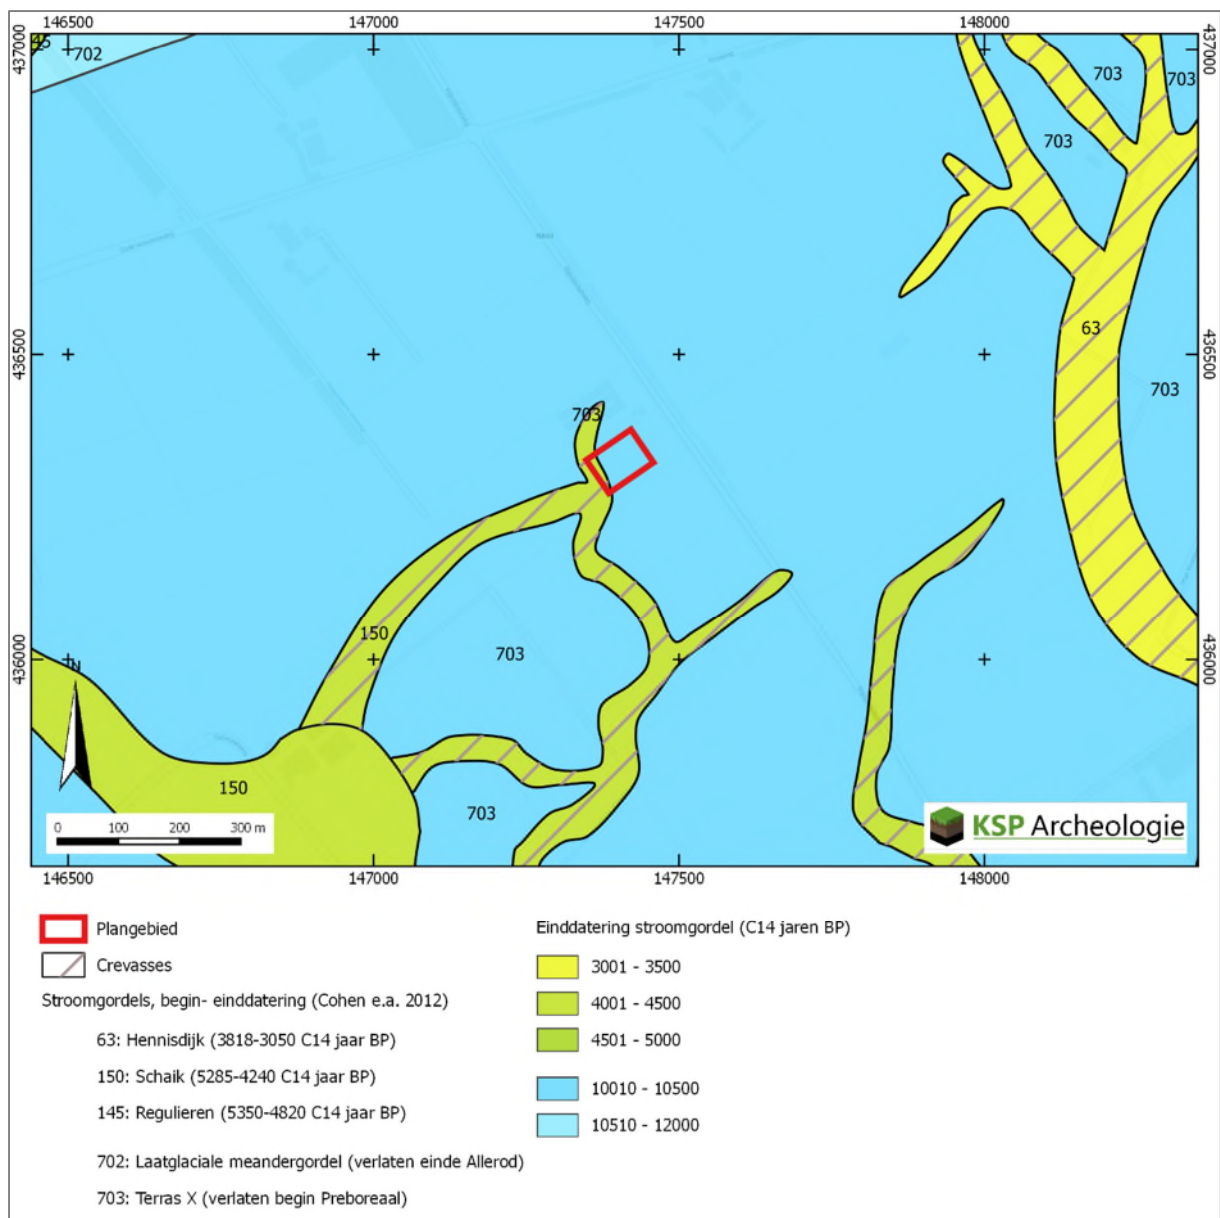 146500 147000 147500 148000
437000 437000
45
702
703
703
703
63
436500 436500
703
703
150
703
436000 436000
N
150
703
0 100 200 300 m
KSP Archeologie
146500 147000 147500 148000
Plangebied
Crevasses
Stroomgordels, begin- einddatering (Cohen e.a. 2012)
63: Hennisdijk (3818-3050 C14 jaar BP)
150: Schaik (5285-4240 C14 jaar BP)
145: Regulieren (5350-4820 C14 jaar BP)
702: Laatglaciale meandergordel (verlaten einde Allerod)
703: Terras X (verlaten begin Preboreaal)
Einddatering stroomgordel (C14 jaren BP)
3001 - 3500
4001 - 4500
4501 - 5000
10010 - 10500
10510 - 12000